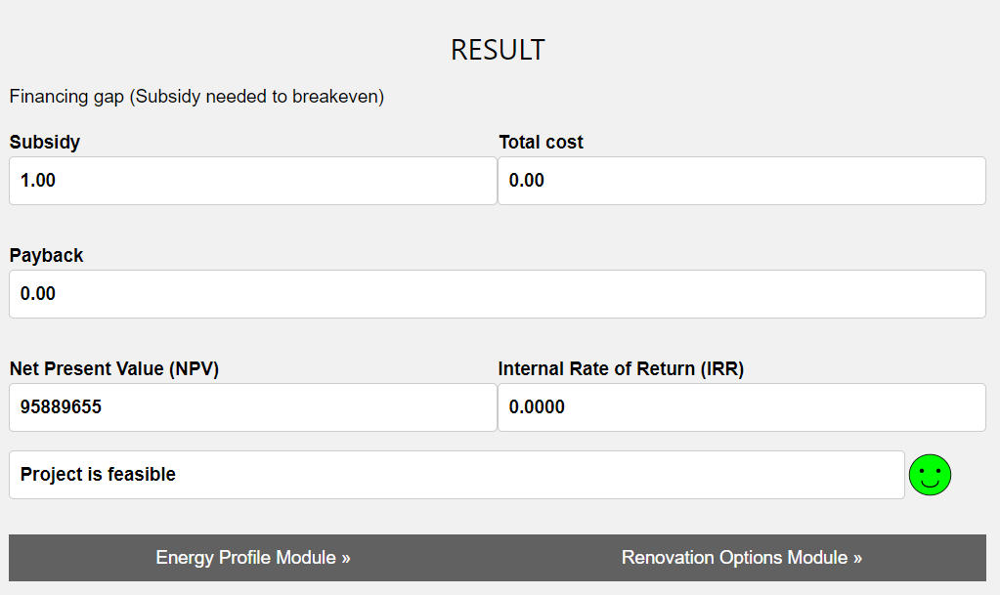 RESULT
Financing gap (Subsidy needed to breakeven)
Subsidy
Total cost
1.00
0.00
Payback
0.00
Net Present Value (NPV)
Internal Rate of Return (IRR)
95889655
0.0000
Project is feasible
Energy Profile Module »
Renovation Options Module »